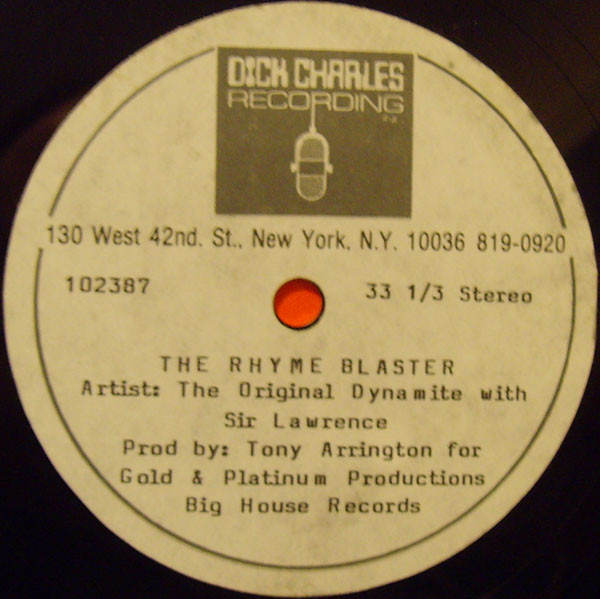 DICK CHARLES
RECORDING
130 West 42nd. St., New York, N.Y. 10036 819-0920
102387
33 1/3 Stereo
THE RHYME BLASTER
Artist: The Original Dynamite with
Sir Lawrence
Prod by: Tony Arrington for
Gold & Platinum Productions
Big House Records